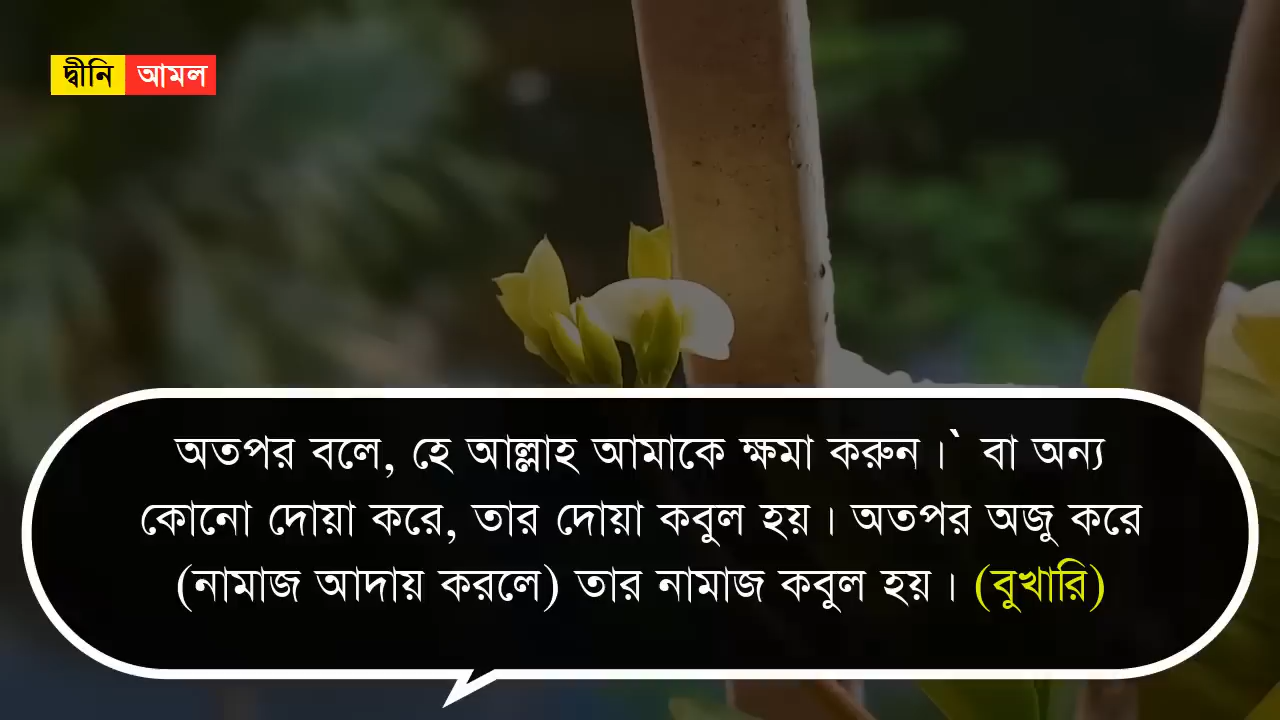 দ্বীনি আমল
অতপর বলে, হে আল্লাহ আমাকে ক্ষমা করুন।` বা অন্য
কোনো দোয়া করে, তার দোয়া কবুল হয়। অতপর অজু করে
(নামাজ আদায় করলে) তার নামাজ কবুল হয়। (বুখারি)